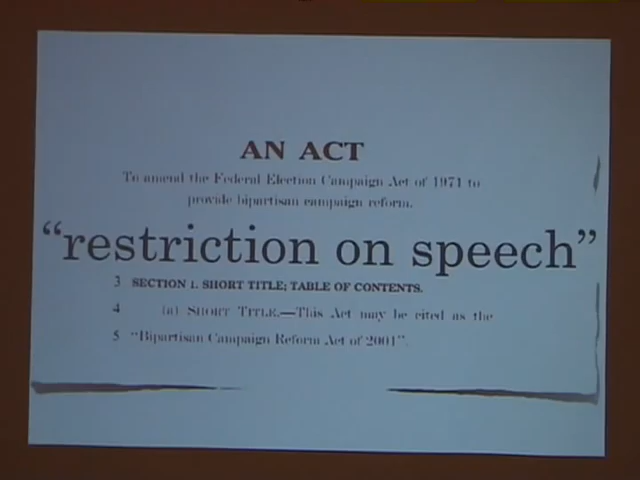 AN ACT
To amend the Federal Election Campaign Act of 1971 to
provide bipartisan campaign reform.
“restriction on speech”
3 SECTION 1. SHORT TITLE; TABLE OF CONTENTS.
4 (a) SHORT TITLE.—This Act may be cited as the
5 “Bipartisan Campaign Reform Act of 2001”.